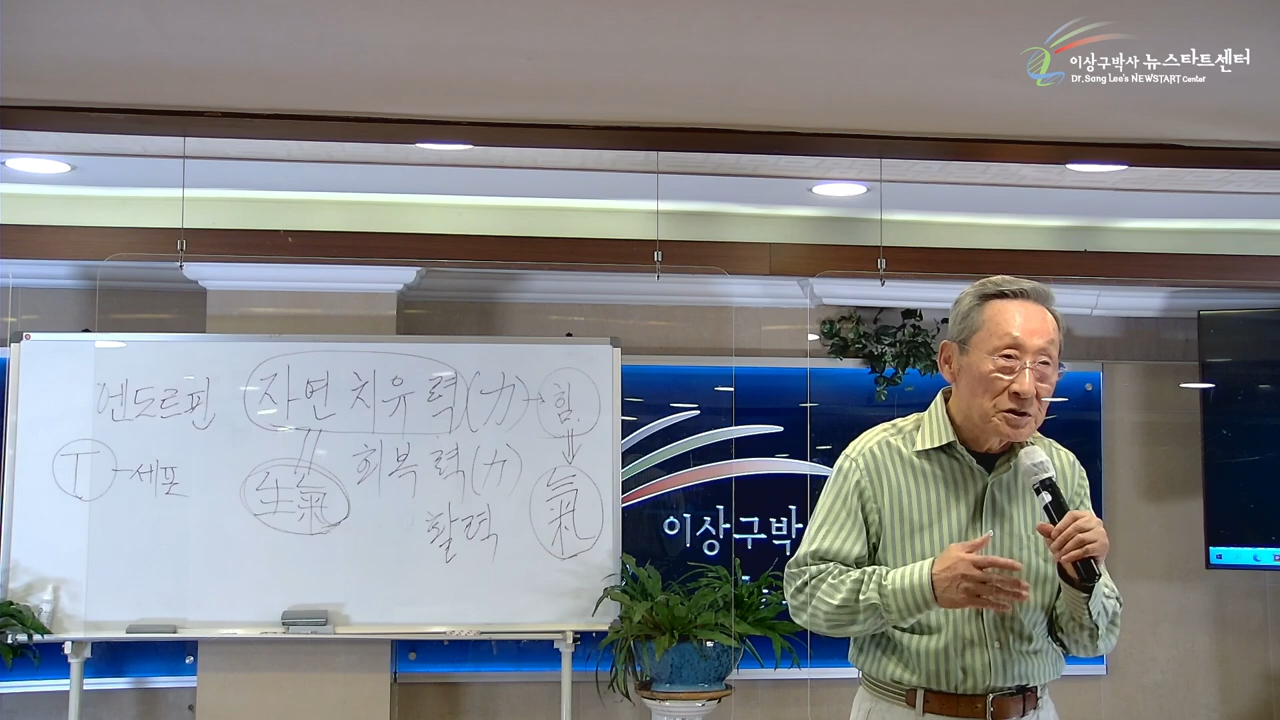 이상구박사 뉴스타트센터
Dr. Sang Lee's NEWSTART Center
엔도르핀 자연 치유력(力)→힘
T-세포 生氣 회복력(力) 氣
활력
이상구박